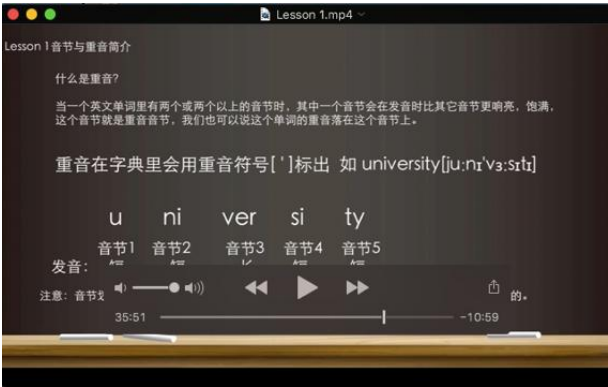 Lesson 1.mp4
Lesson 1音节与重音简介
什么是重音?
当一个英文单词里有两个或两个以上的音节时，其中一个音节会在发音时比其它音节更响亮，饱满，
这个音节就是重音音节，我们也可以说这个单词的重音落在这个音节上。
重音在字典里会用重音符号[ ' ]标出 如 university[ju:nɪ'vɜ:sɪtɪ]
u ni ver si ty
音节1 音节2 音节3 音节4 音节5
发音:
注意: 音节 的。
35:51 -10:59